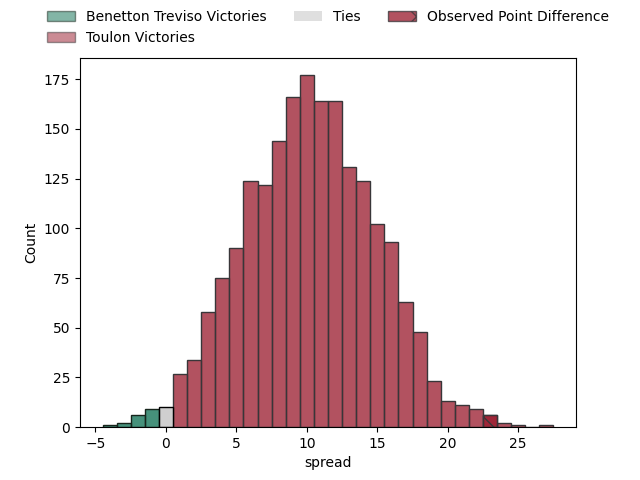 Benetton Treviso Victories Ties Observed Point Difference
Toulon Victories
175
150
125
100
75
50
25
0
Count
−5 0 5 10 15 20 25
spread